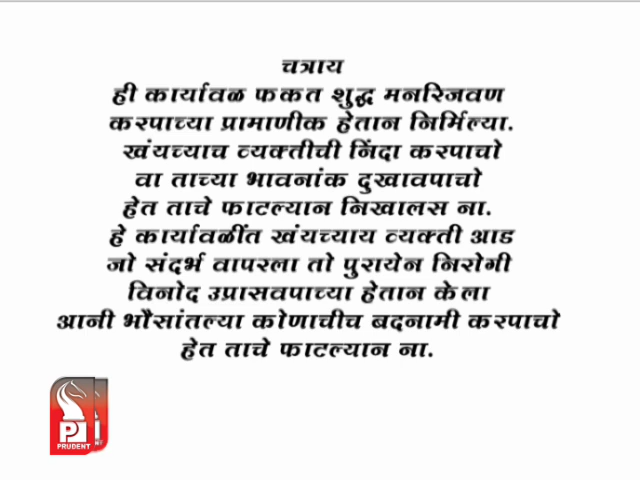 चत्राय
ही कार्यावळ फकत शुद्ध मनरिजवण
करपाच्या प्रामाणीक हेतान निर्मिल्या.
खंयच्याच व्यक्तीची निंदा करपाचो
वा ताच्या भावनांक दुखावपाचो
हेत ताचे फाटल्यान निखालस ना.
हे कार्यावळींत खंयच्याय व्यक्ती आड
जो संदर्भ वापरला तो पुरायेन निरोगी
विनोद उप्रासवपाच्या हेतान केला
आनी भौसांतल्या कोणाचीच बदनामी करपाचो
हेत ताचे फाटल्यान ना.
PRUDENT